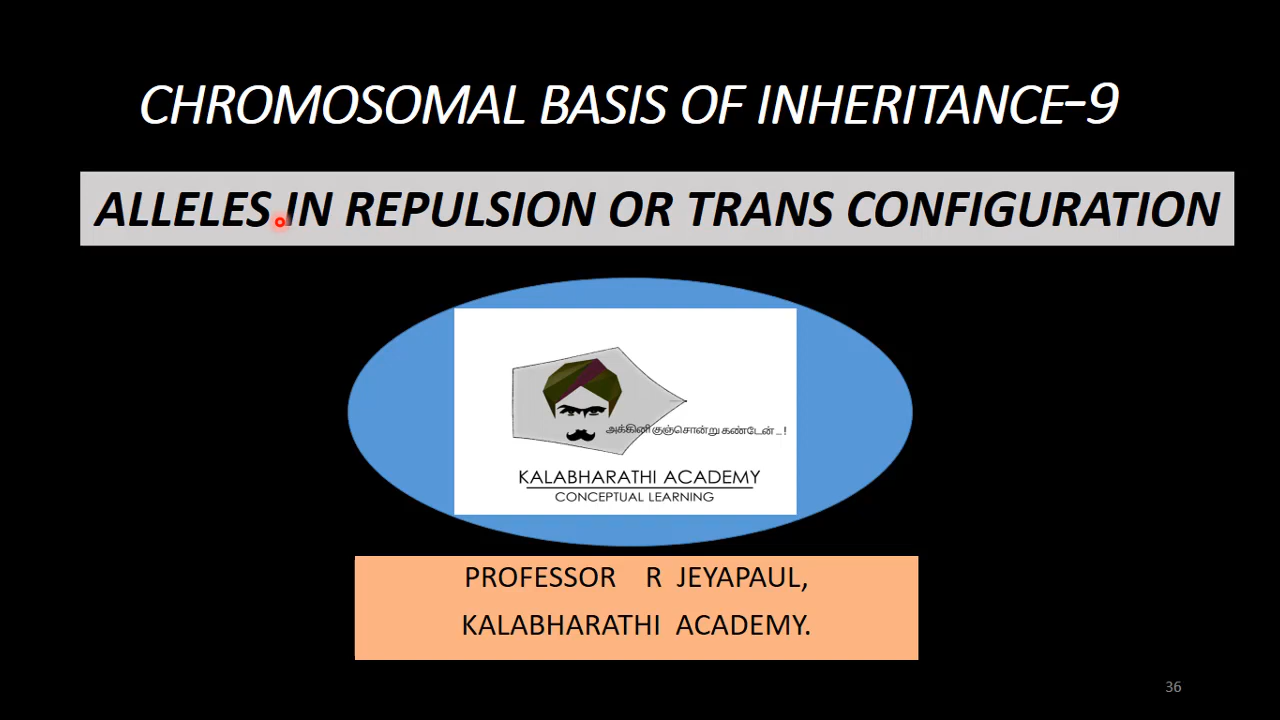 CHROMOSOMAL BASIS OF INHERITANCE-9
ALLELES IN REPULSION OR TRANS CONFIGURATION
அக்கினி குஞ்சொன்று கண்டேன் ...!
KALABHARATHI ACADEMY
CONCEPTUAL LEARNING
PROFESSOR R JEYAPAUL,
KALABHARATHI ACADEMY.
36